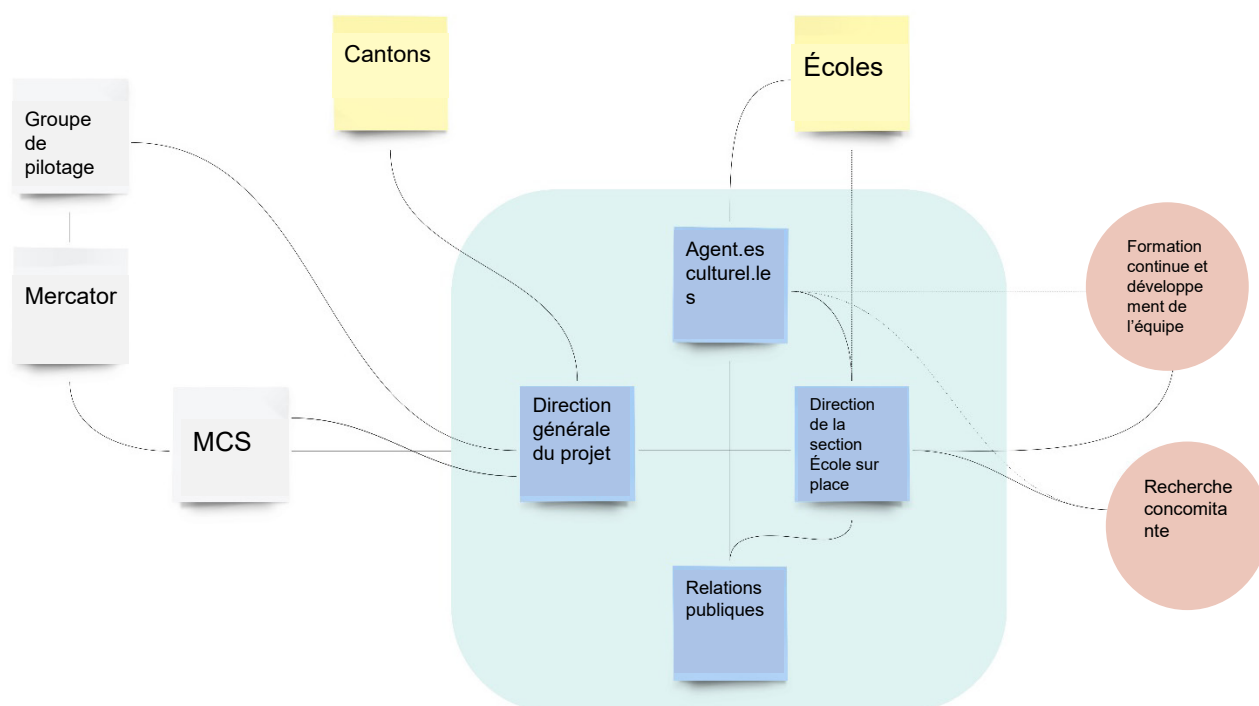 Cantons
Écoles
Groupe
de
pilotage
Mercator
MCS
Agent.es
culturel.le
s
Direction
générale
du projet
Direction
de la
section
École sur
place
Relations
publiques
Formation
continue et
développe
ment de
l'équipe
Recherche
concomita
nte